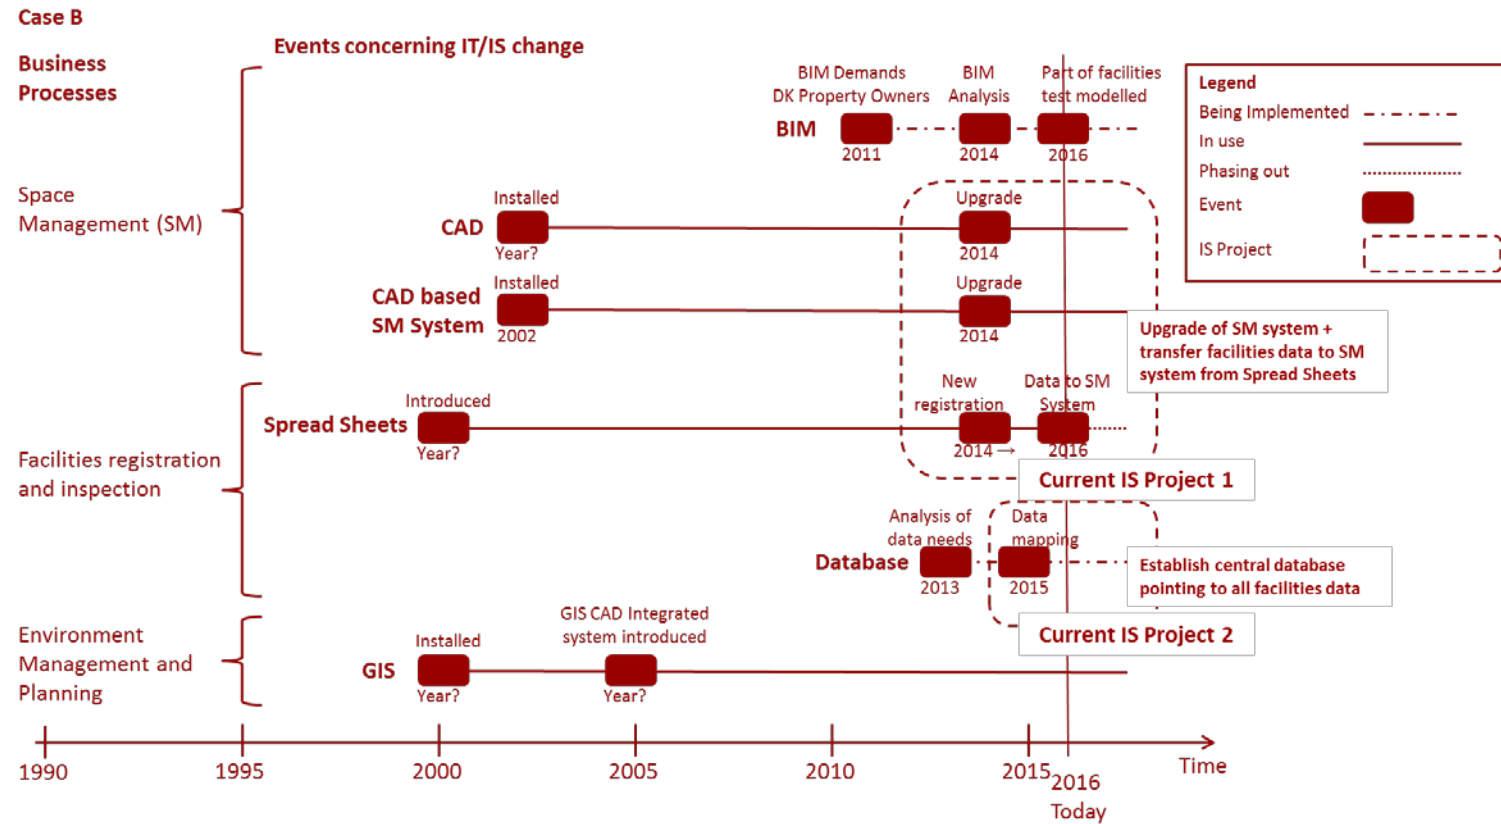 Case B
Events concerning IT/IS change
Business
Processes
BIM Demands
DK Property Owners
BIM
Analysis
Part of facilities
test modelled
BIM
2011
2014
2016
Legend
Being Implemented
In use
Phasing out
Event
IS Project
Space
Management (SM)
Installed
Upgrade
CAD
Year?
2014
Installed
Upgrade
CAD based
SM System
2002
2014
Upgrade of SM system +
transfer facilities data to SM
system from Spread Sheets
New
registration
Data to SM
System
Introduced
Spread Sheets
Year?
2014→
2016
Facilities registration
and inspection
Current IS Project 1
Analysis of
data needs
Data
mapping
Database
2013
2015
Establish central database
pointing to all facilities data
Current IS Project 2
Environment
Management and
Planning
Installed
GIS CAD Integrated
system introduced
GIS
Year?
Year?
1990
1995
2000
2005
2010
2015
2016
Today
Time